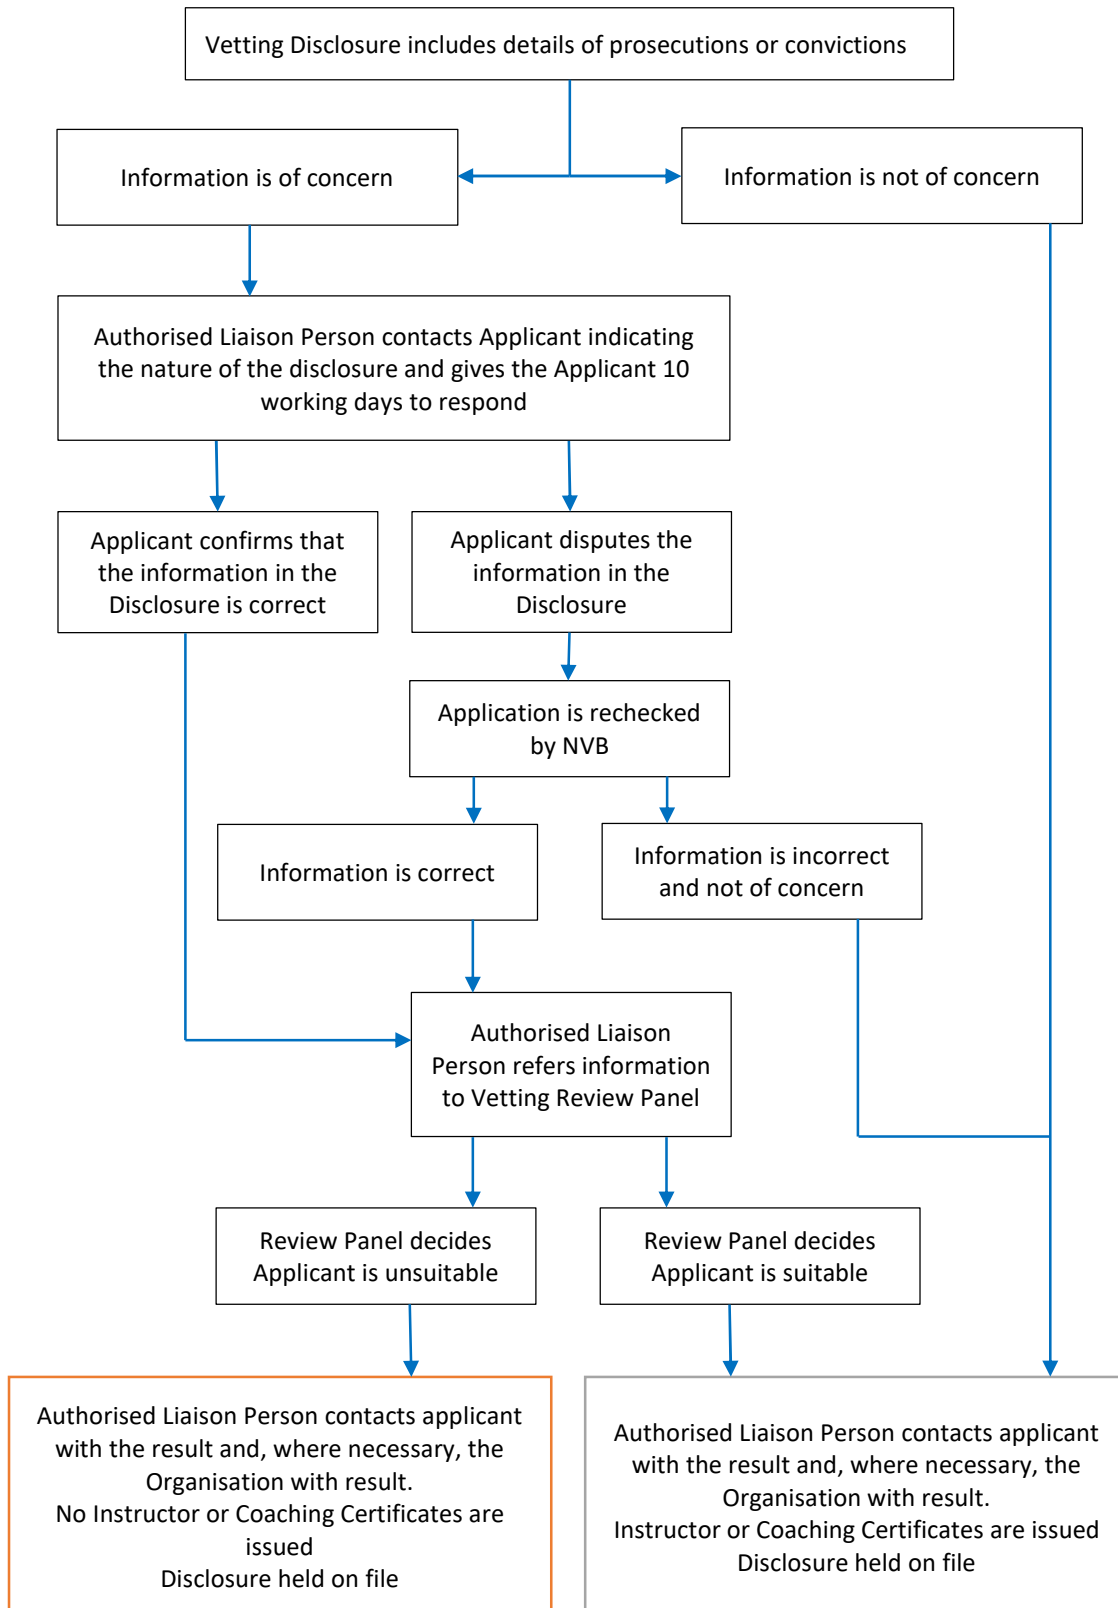 Vetting Disclosure includes details of prosecutions or convictions
Information is of concern
Information is not of concern
Authorised Liaison Person contacts Applicant indicating
the nature of the disclosure and gives the Applicant 10
working days to respond
Applicant confirms that
the information in the
Disclosure is correct
Applicant disputes the
information in the
Disclosure
Application is rechecked
by NVB
Information is correct
Information is incorrect
and not of concern
Authorised Liaison
Person refers information
to Vetting Review Panel
Review Panel decides
Applicant is unsuitable
Review Panel decides
Applicant is suitable
Authorised Liaison Person contacts applicant
with the result and, where necessary, the
Organisation with result.
No Instructor or Coaching Certificates are
issued
Disclosure held on file
Authorised Liaison Person contacts applicant
with the result and, where necessary, the
Organisation with result.
Instructor or Coaching Certificates are issued
Disclosure held on file